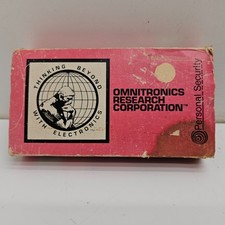 THINKING BEYOND
WITH ELECTRONICS
OMNITRONICS
RESEARCH
CORPORATION™
Personal Security